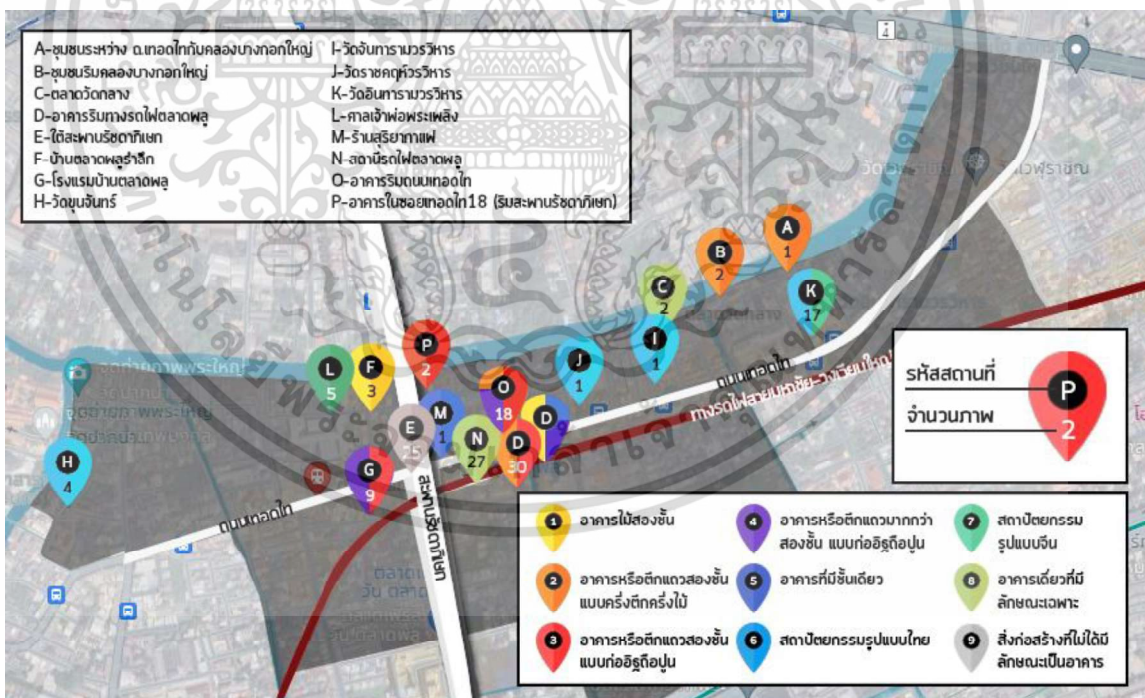 A-ชุมชนระหว่าง ถ.เทอดไทกับคลองบางกอกใหญ่
B-ชุมชนริมคลองบางกอกใหญ่
C-ตลาดวัดกลาง
D-อาคารริมทางรถไฟตลาดพลู
E-ใต้สะพานรัชดาภิเษก
F-บ้านตลาดพลูรำลึก
G-โรงแรมบ้านตลาดพลู
H-วัดขุนจันทร์
I-วัดจันทารามวรวิหาร
J-วัดราชคฤห์วรวิหาร
K-วัดอินทารามวรวิหาร
L-ศาลเจ้าพ่อพระเพลิง
M-ร้านสุริยากาแฟ
N-สถานีรถไฟตลาดพลู
O-อาคารริมถนนเทอดไท
P-อาคารในซอยเทอดไท18 (ริมสะพานรัชดาภิเษก)
4
A
1
B
2
C
2
K
17
I
1
J
1
P
2
L
5
F
3
O
18
M
1
D
E
25
N
27
D
30
G
9
H
4
ถนนเทอดไท
ทางรถไฟสายมหาชัย-วงเวียนใหญ่
ถนนเทอดไท
สะพานรัชดาภิเษก
จุดถ่ายภาพพระใหญ่
รหัสสถานที่
P
จำนวนภาพ
2
1 อาคารไม้สองชั้น
2 อาคารหรือตึกแถวสองชั้น
แบบครึ่งตึกครึ่งไม้
3 อาคารหรือตึกแถวสองชั้น
แบบก่ออิฐถือปูน
4 อาคารหรือตึกแถวมากกว่า
สองชั้น แบบก่ออิฐถือปูน
5 อาคารที่มีชั้นเดียว
6 สถาปัตยกรรมรูปแบบไทย
7 สถาปัตยกรรม
รูปแบบจีน
8 อาคารเดี่ยวที่มี
ลักษณะเฉพาะ
9 สิ่งก่อสร้างที่ไม่ได้มี
ลักษณะเป็นอาคาร